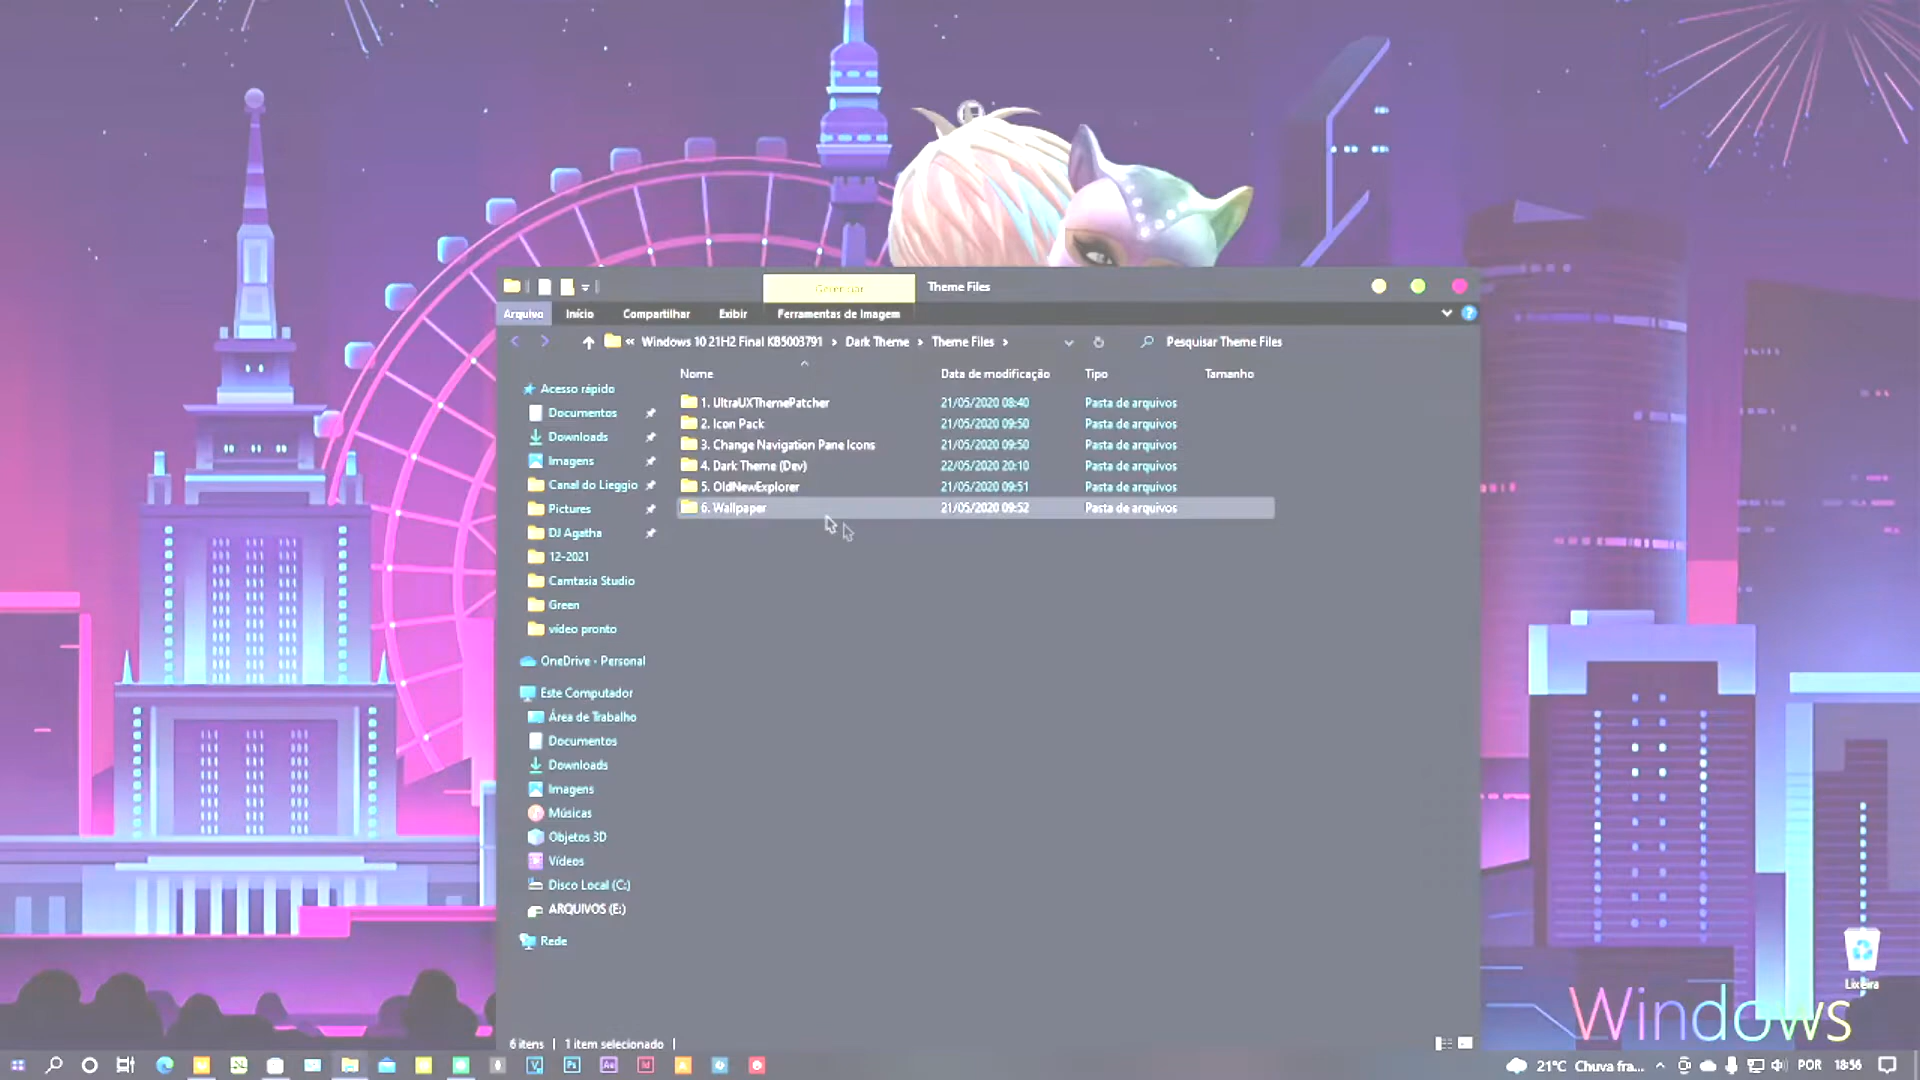 Gerenciar
Theme Files
Arquivo Início Compartilhar Exibir Ferramentas de Imagem
« Windows 10 21H2 Final KB5003791 › Dark Theme › Theme Files ›
Pesquisar Theme Files
Nome Data de modificação Tipo Tamanho
1. UltraUXThemePatcher 21/05/2020 08:40 Pasta de arquivos
2. Icon Pack 21/05/2020 09:50 Pasta de arquivos
3. Change Navigation Pane Icons 21/05/2020 09:50 Pasta de arquivos
4. Dark Theme (Dev) 22/05/2020 20:10 Pasta de arquivos
5. OldNewExplorer 21/05/2020 09:51 Pasta de arquivos
6. Wallpaper 21/05/2020 09:52 Pasta de arquivos
Acesso rápido
Documentos
Downloads
Imagens
Canal do Lieggio
Pictures
DJ Agatha
12-2021
Camtasia Studio
Green
vídeo pronto
OneDrive - Personal
Este Computador
Área de Trabalho
Documentos
Downloads
Imagens
Músicas
Objetos 3D
Vídeos
Disco Local (C:)
ARQUIVOS (E:)
Rede
6 itens | 1 item selecionado |
Lixeira
Windows
V Ps Ae Id
21°C Chuva fra...
POR 18:56